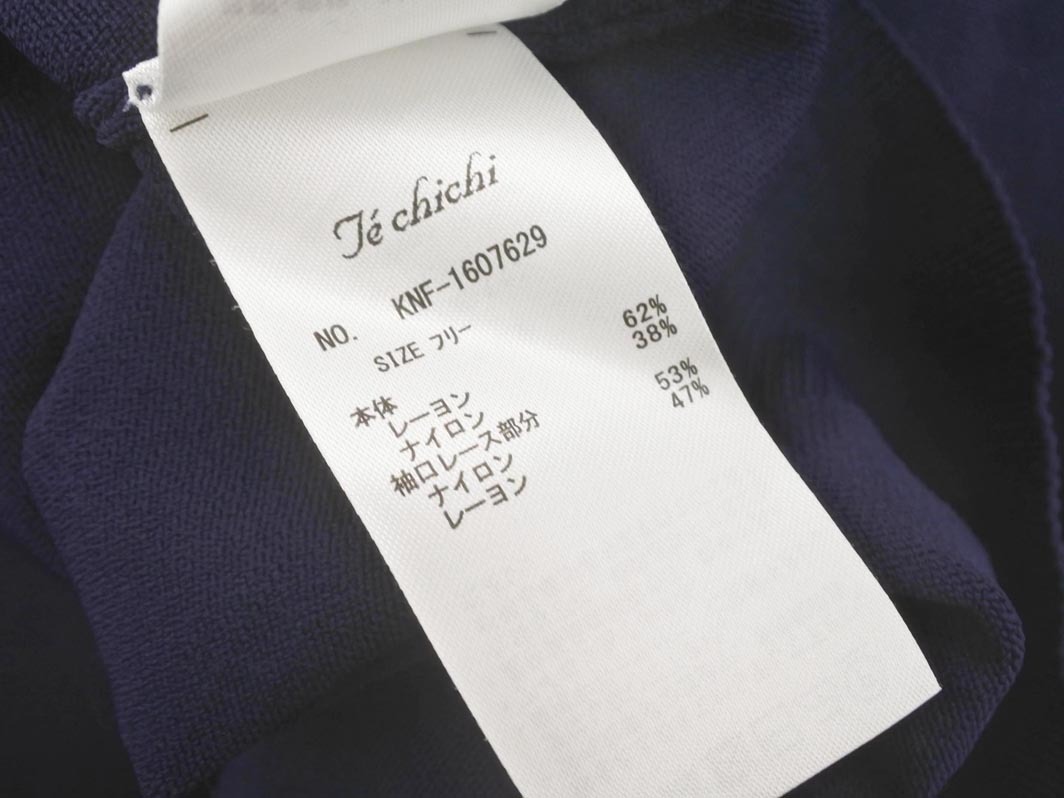 Té chichi
NO. KNF-1607629
SIZE フリー
本体
レーヨン 62%
ナイロン 38%
袖口レース部分
ナイロン 53%
レーヨン 47%